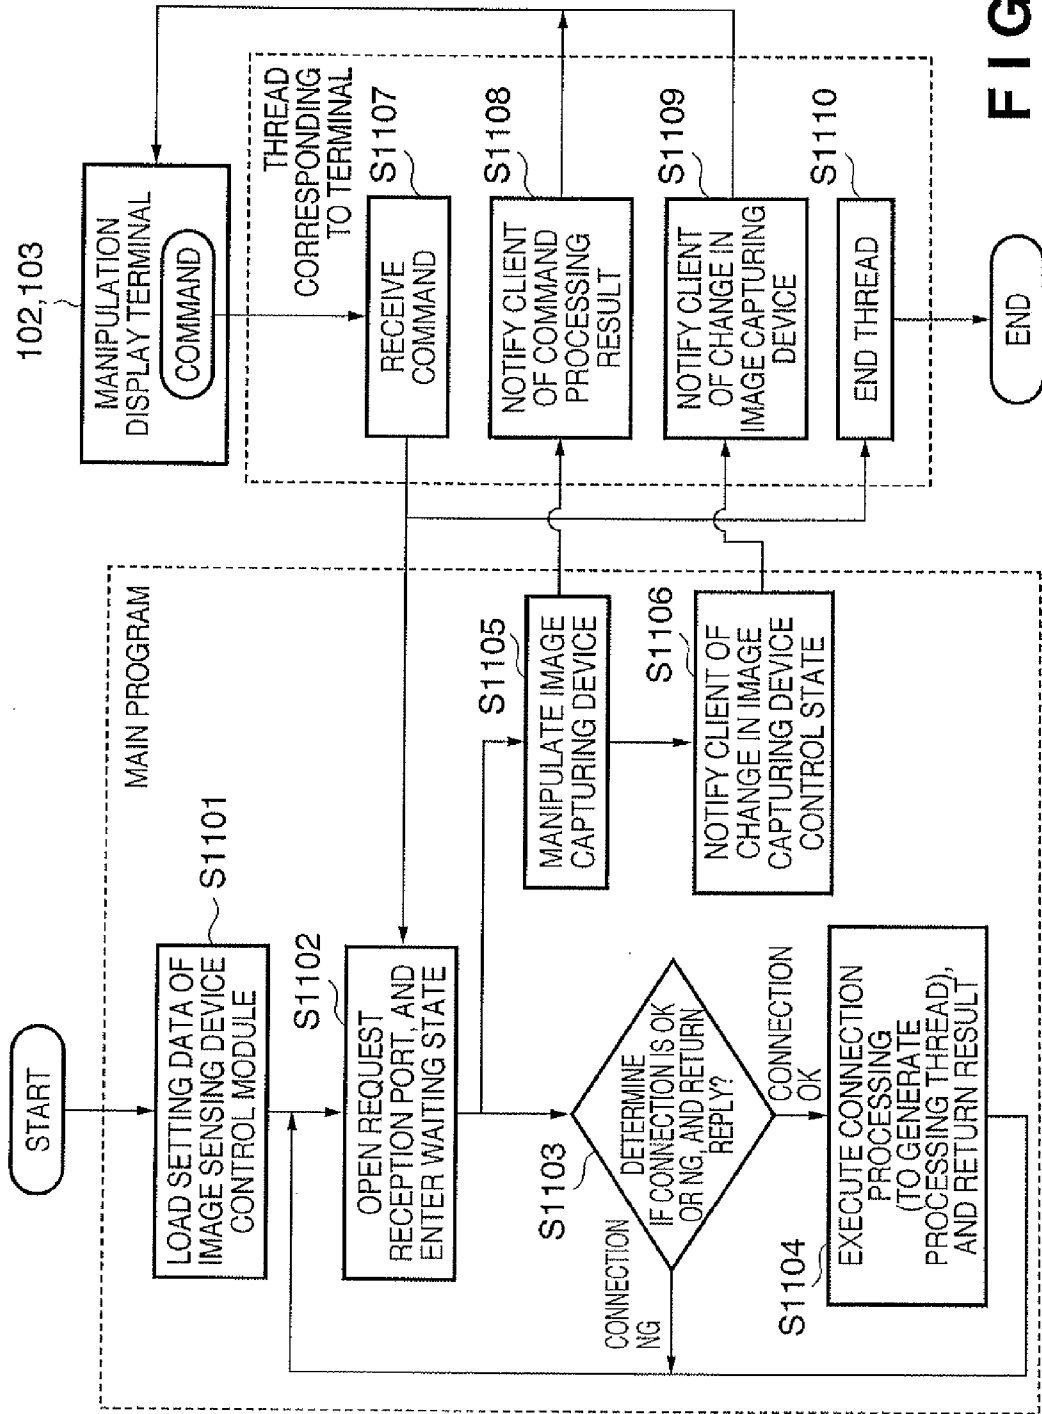 START
MAIN PROGRAM
LOAD SETTING DATA OF
IMAGE SENSING DEVICE
CONTROL MODULE
S1101
OPEN REQUEST
RECEPTION PORT, AND
ENTER WAITING STATE
S1102
DETERMINE
IF CONNECTION IS OK
OR NG, AND RETURN
REPLY?
S1103
CONNECTION
NG
CONNECTION
OK
EXECUTE CONNECTION
PROCESSING
(TO GENERATE
PROCESSING THREAD),
AND RETURN RESULT
S1104
MANIPULATE IMAGE
CAPTURING DEVICE
S1105
NOTIFY CLIENT OF
CHANGE IN IMAGE
CAPTURING DEVICE
CONTROL STATE
S1106
102,103
MANIPULATION
DISPLAY TERMINAL
COMMAND
THREAD
CORRESPONDING
TO TERMINAL
RECEIVE
COMMAND
S1107
NOTIFY CLIENT
OF COMMAND
PROCESSING
RESULT
S1108
NOTIFY CLIENT
OF CHANGE IN
IMAGE CAPTURING
DEVICE
S1109
END THREAD
S1110
END
FIG